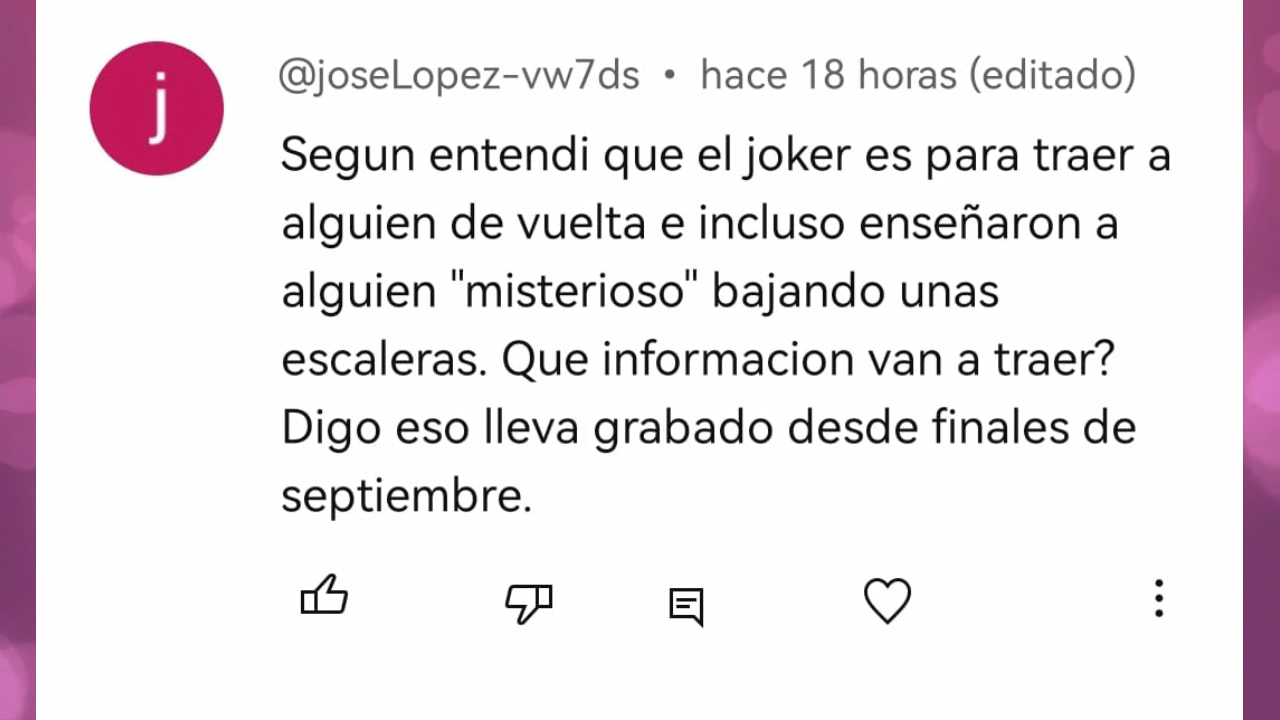 j
@joseLopez-vw7ds • hace 18 horas (editado)
Segun entendi que el joker es para traer a
alguien de vuelta e incluso enseñaron a
alguien "misterioso" bajando unas
escaleras. Que informacion van a traer?
Digo eso lleva grabado desde finales de
septiembre.